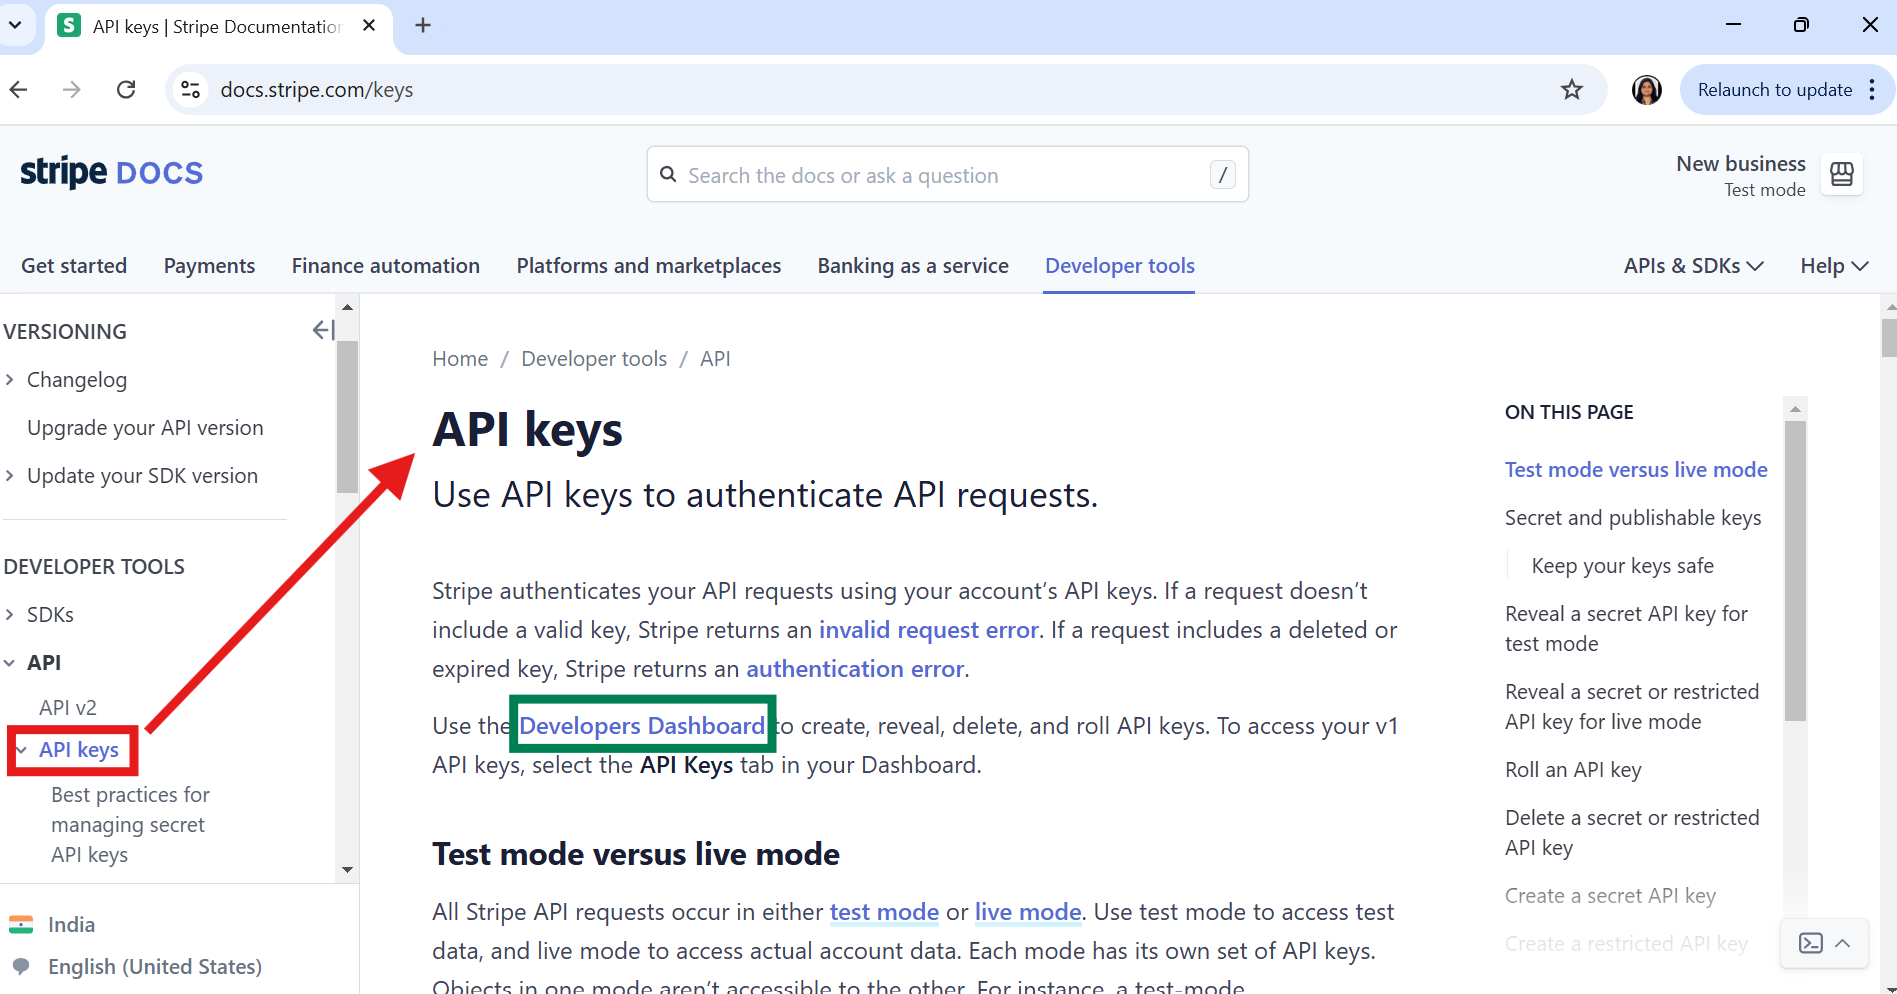 API keys | Stripe Documentation
docs.stripe.com/keys
Relaunch to update
stripe DOCS
Search the docs or ask a question
/
New business
Test mode
Get started
Payments
Finance automation
Platforms and marketplaces
Banking as a service
Developer tools
APIs & SDKs
Help
VERSIONING
Changelog
Upgrade your API version
Update your SDK version
DEVELOPER TOOLS
SDKs
API
API v2
API keys
Best practices for
managing secret
API keys
India
English (United States)
Home / Developer tools / API
API keys
Use API keys to authenticate API requests.
Stripe authenticates your API requests using your account’s API keys. If a request doesn’t
include a valid key, Stripe returns an invalid request error. If a request includes a deleted or
expired key, Stripe returns an authentication error.
Use the Developers Dashboard to create, reveal, delete, and roll API keys. To access your v1
API keys, select the API Keys tab in your Dashboard.
Test mode versus live mode
All Stripe API requests occur in either test mode or live mode. Use test mode to access test
data, and live mode to access actual account data. Each mode has its own set of API keys.
Objects in one mode aren’t accessible to the other. For instance, a test-mode
ON THIS PAGE
Test mode versus live mode
Secret and publishable keys
Keep your keys safe
Reveal a secret API key for
test mode
Reveal a secret or restricted
API key for live mode
Roll an API key
Delete a secret or restricted
API key
Create a secret API key
Create a restricted API key